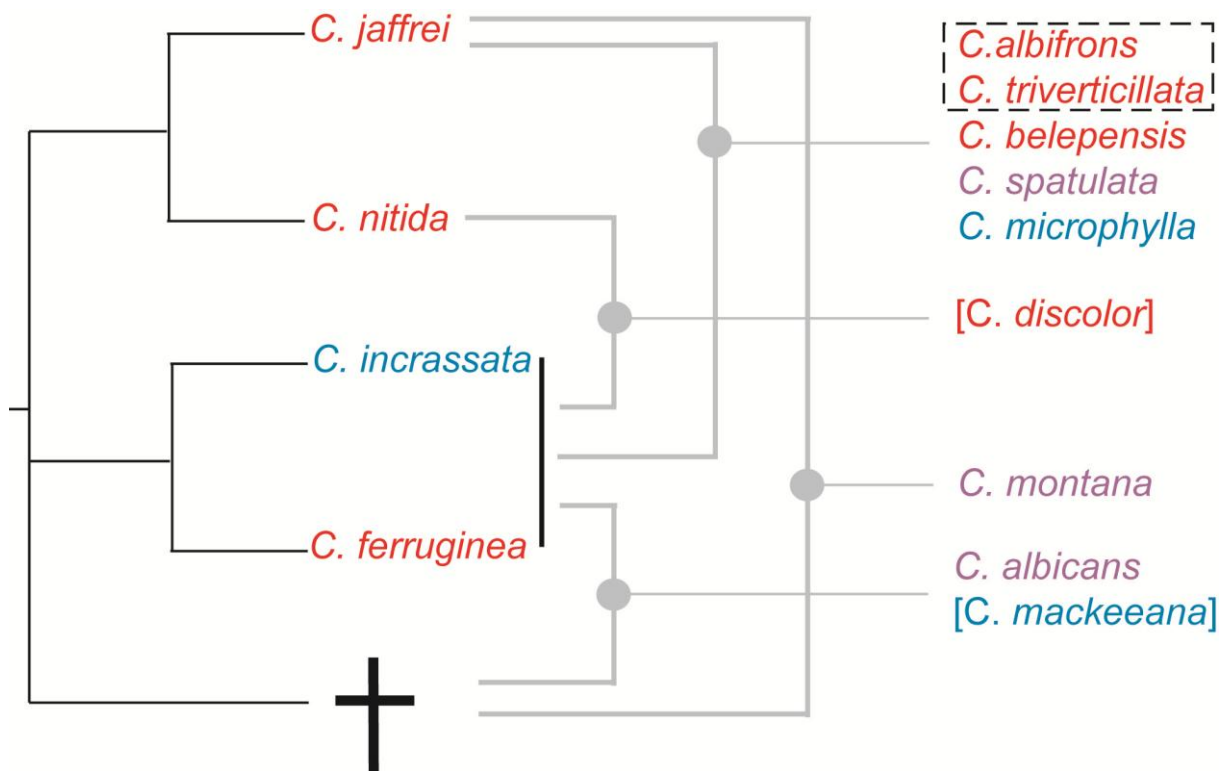 C. jaffrei
C. nitida
C. incrassata
C. ferruginea
C.albifrons
C. triverticillata
C. belepensis
C. spatulata
C. microphylla
[C. discolor]
C. montana
C. albicans
[C. mackeeana]